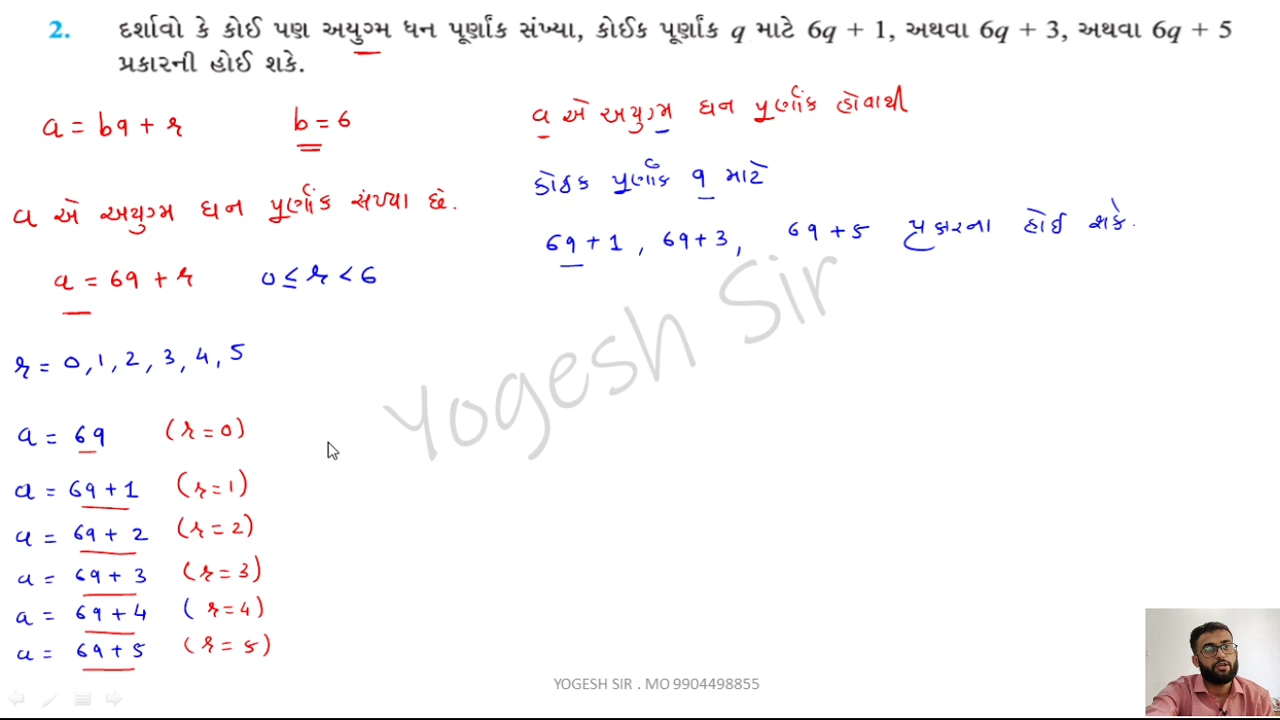 2. દર્શાવો કે કોઈ પણ અયુગ્મ ધન પૂર્ણાંક સંખ્યા, કોઈક પૂર્ણાંક q માટે 6q + 1, અથવા 6q + 3, અથવા 6q + 5
પ્રકારની હોઈ શકે.
a = bq + r b = 6
a એ અયુગ્મ ધન પૂર્ણાંક સંખ્યા છે.
a = 6q + r 0 ≤ r < 6
r = 0, 1, 2, 3, 4, 5
a = 6q (r = 0)
a = 6q + 1 (r = 1)
a = 6q + 2 (r = 2)
a = 6q + 3 (r = 3)
a = 6q + 4 (r = 4)
a = 6q + 5 (r = 5)
a એ અયુગ્મ ધન પૂર્ણાંક હોવાથી
કોઈક પૂર્ણાંક q માટે
6q + 1, 6q + 3, 6q + 5 પ્રકારના હોઈ શકે.
Yogesh Sir
YOGESH SIR . MO 9904498855